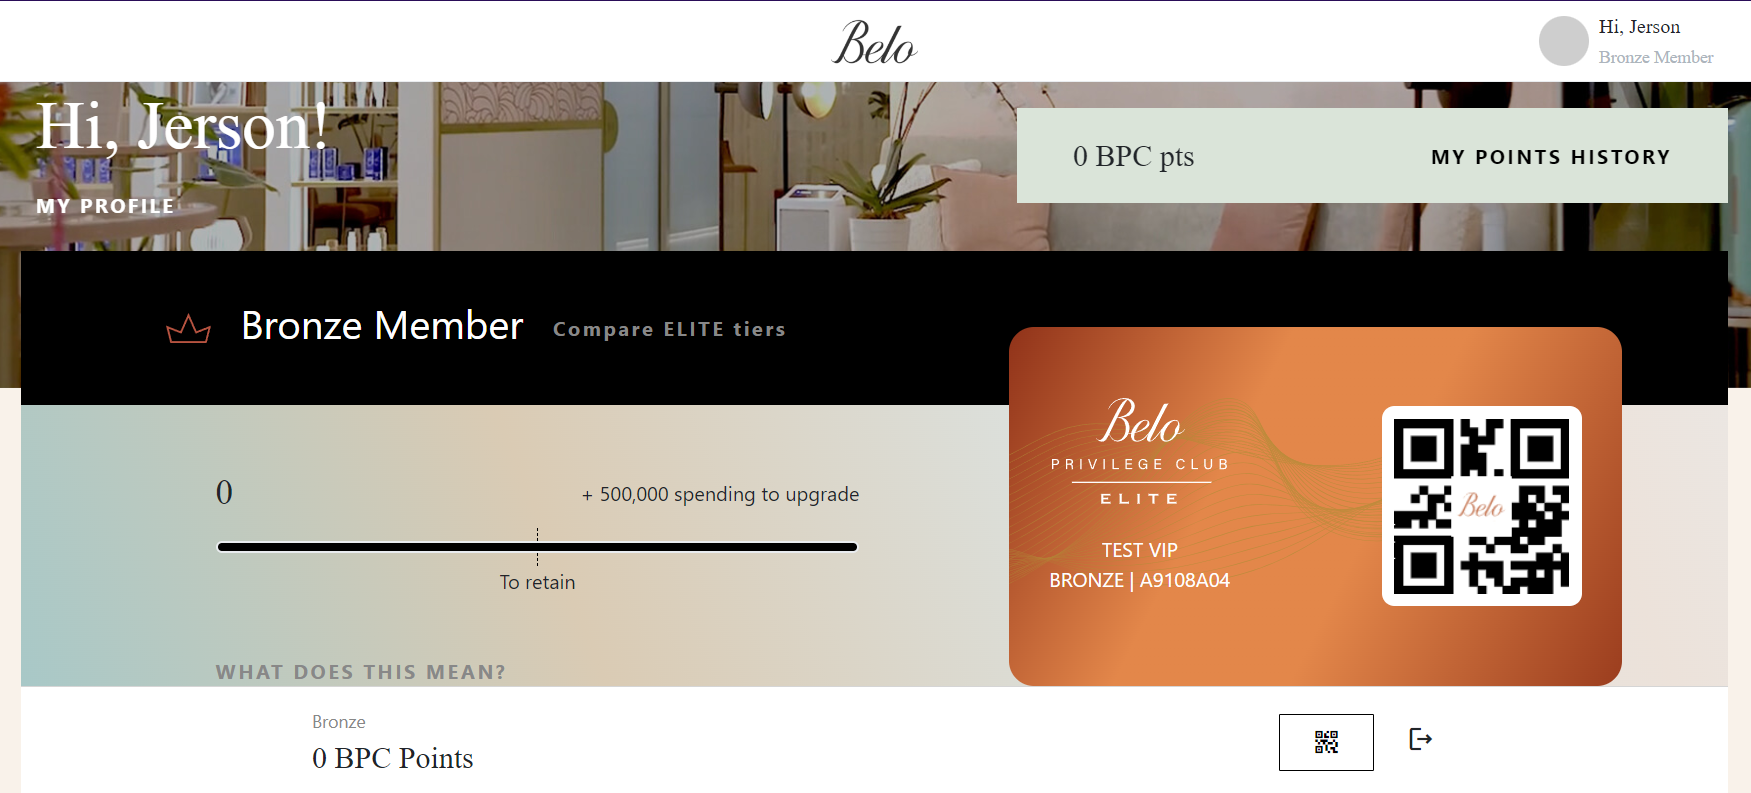 Belo
Hi, Jerson
Bronze Member
Hi, Jerson!
MY PROFILE
0 BPC pts
MY POINTS HISTORY
Bronze Member
Compare ELITE tiers
0
+ 500,000 spending to upgrade
To retain
WHAT DOES THIS MEAN?
Belo
PRIVILEGE CLUB
ELITE
TEST VIP
BRONZE | A9108A04
Belo
Bronze
0 BPC Points